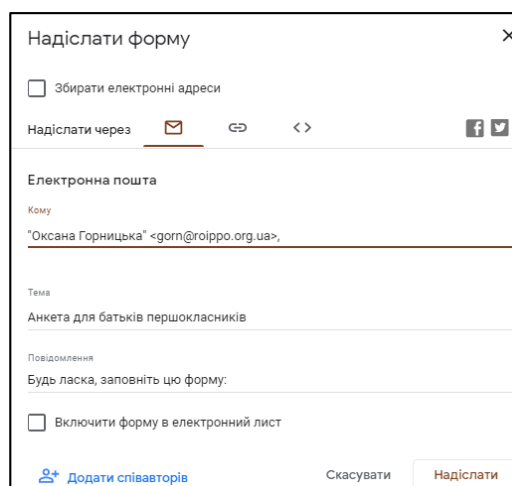 Надіслати форму
Збирати електронні адреси
Надіслати через
Електронна пошта
Кому
"Оксана Горницька" <gorn@roippo.org.ua>,
Тема
Анкета для батьків першокласників
Повідомлення
Будь ласка, заповніть цю форму:
Включити форму в електронний лист
Додати співавторів Скасувати Надіслати